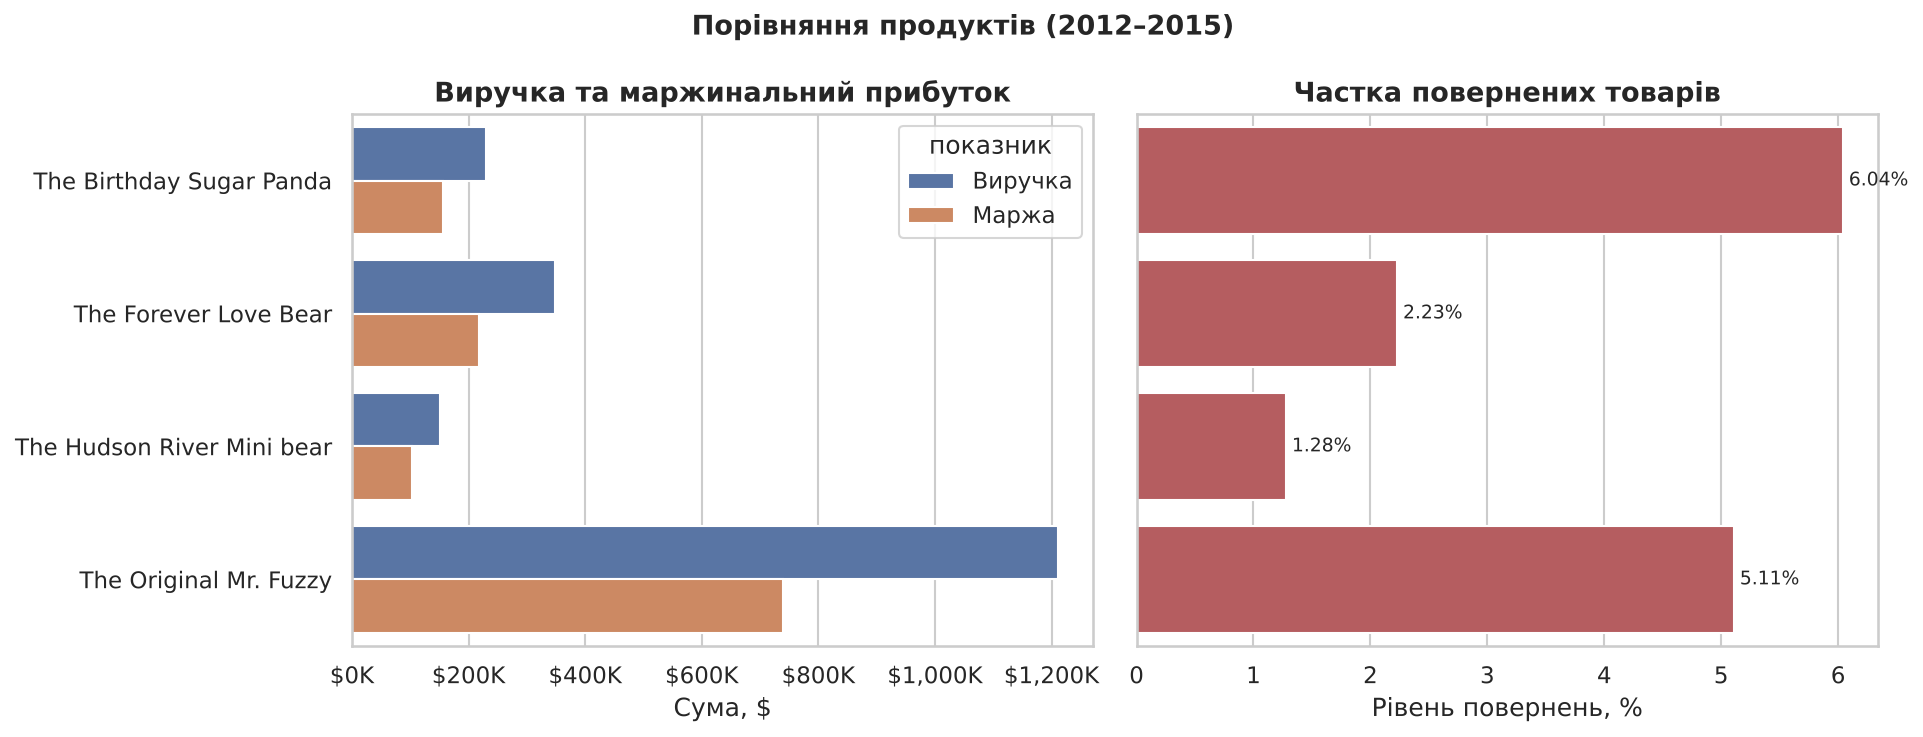 Порівняння продуктів (2012–2015)
Виручка та маржинальний прибуток
показник
Виручка
Маржа
The Birthday Sugar Panda
The Forever Love Bear
The Hudson River Mini bear
The Original Mr. Fuzzy
$0K $200K $400K $600K $800K $1,000K $1,200K
Сума, $
Частка повернених товарів
6.04%
2.23%
1.28%
5.11%
0 1 2 3 4 5 6
Рівень повернень, %